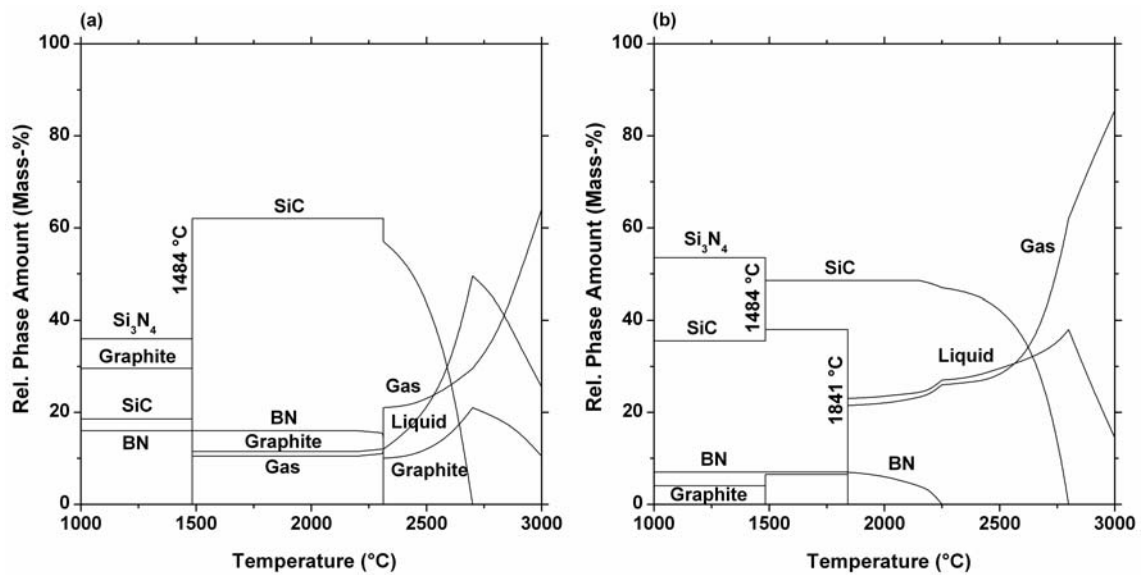 (a)
100
80
60
40
20
0
1000
1500
2000
2500
3000
Rel. Phase Amount (Mass-%)
Temperature (°C)
1484 °C
SiC
Si₃N₄
Graphite
SiC
BN
BN
Graphite
Gas
Gas
Liquid
Graphite
(b)
100
80
60
40
20
0
1000
1500
2000
2500
3000
Rel. Phase Amount (Mass-%)
Temperature (°C)
Si₃N₄
SiC
1484 °C
SiC
1841 °C
BN
Graphite
BN
Liquid
Gas